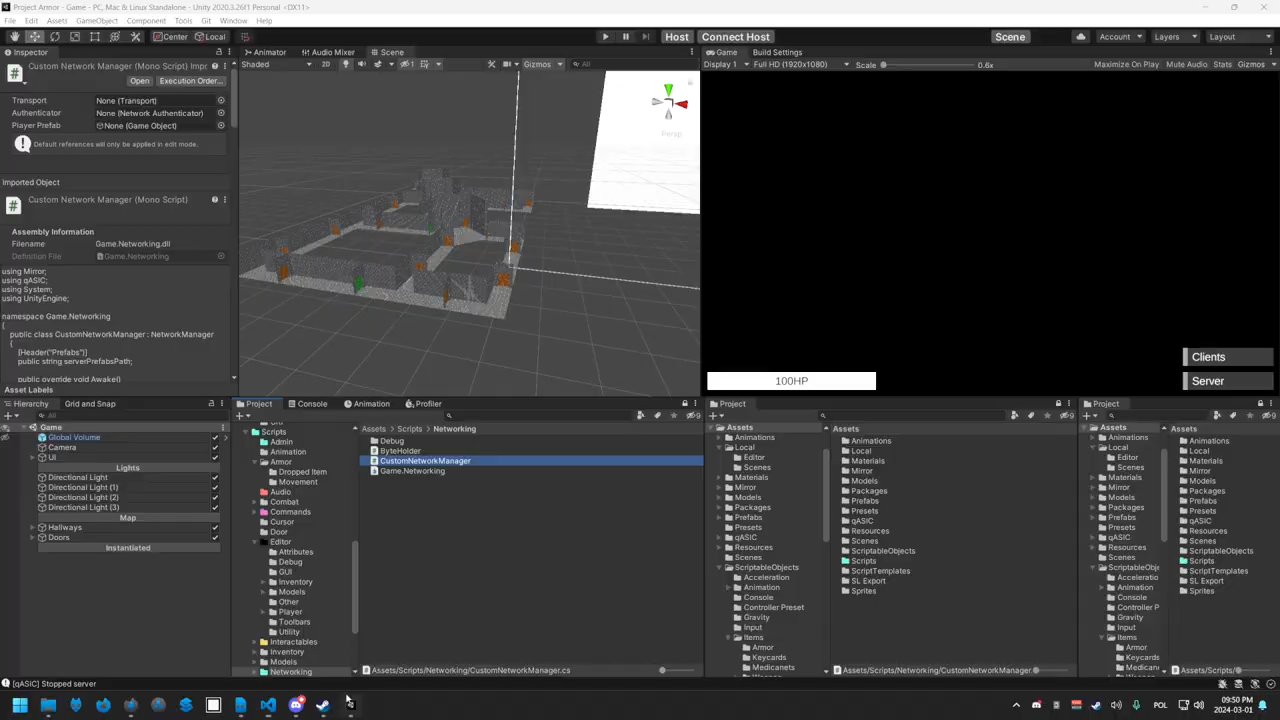 Project Armor - Game - PC, Mac & Linux Standalone - Unity 2020.3.26f1 Personal <DX11>
File Edit Assets GameObject Component Tools Git Window Help
Center Local
Host Connect Host
Scene
Account Layers Layout
Inspector
Animator Audio Mixer Scene
Game Build Settings
Custom Network Manager (Mono Script) Impo
Shaded 2D 1 Gizmos All
Display 1 Full HD (1920x1080) Scale 0.6x Maximize On Play Mute Audio Stats Gizmos
Open Execution Order...
Transport None (Transport)
Authenticator None (Network Authenticator)
Player Prefab None (Game Object)
Default references will only be applied in edit mode.
Persp
Imported Object
Custom Network Manager (Mono Script)
Assembly Information
Filename Game.Networking.dll
Definition File Game.Networking
using Mirror;
using qASIC;
using System;
using UnityEngine;
namespace Game.Networking
{
public class CustomNetworkManager : NetworkManager
{
[Header("Prefabs")]
public string serverPrefabsPath;
public override void Awake()
Asset Labels
Clients
100HP
Server
Hierarchy Grid and Snap
All
Game
Global Volume
Camera
UI
Lights
Directional Light
Directional Light (1)
Directional Light (2)
Directional Light (3)
Map
Hallways
Doors
Instantiated
Project Console Animation Profiler
9
Scripts
Admin
Animation
Armor
Dropped Item
Movement
Audio
Combat
Commands
Cursor
Door
Editor
Attributes
Debug
GUI
Inventory
Models
Other
Player
Toolbars
Utility
Interactables
Inventory
Models
Networking
Assets > Scripts > Networking
Debug
ByteHolder
CustomNetworkManager
Game.Networking
Assets/Scripts/Networking/CustomNetworkManager.cs
Project
9
Assets
Animations
Local
Editor
Scenes
Materials
Mirror
Models
Packages
Prefabs
Presets
qASIC
Resources
Scenes
ScriptableObjects
Acceleration
Animation
Console
Controller Preset
Gravity
Input
Items
Armor
Keycards
Medicanets
Assets
Animations
Local
Materials
Mirror
Models
Packages
Prefabs
Presets
qASIC
Resources
Scenes
ScriptableObjects
Scripts
ScriptTemplates
SL Export
Sprites
Assets/Scripts/Networking/CustomNetworkManager.
Project
9
Assets
Animations
Local
Editor
Scenes
Materials
Mirror
Models
Packages
Prefabs
Presets
qASIC
Resources
Scenes
ScriptableObje
Acceleratio
Animation
Console
Controller P
Gravity
Input
Items
Armor
Keycards
Medican
Assets
Animations
Local
Materials
Mirror
Models
Packages
Prefabs
Presets
qASIC
Resources
Scenes
ScriptableObjects
Scripts
ScriptTemplates
SL Export
Sprites
Assets/Scripts/
[qASIC] Stopped server
POL
09:50 PM
2024-03-01